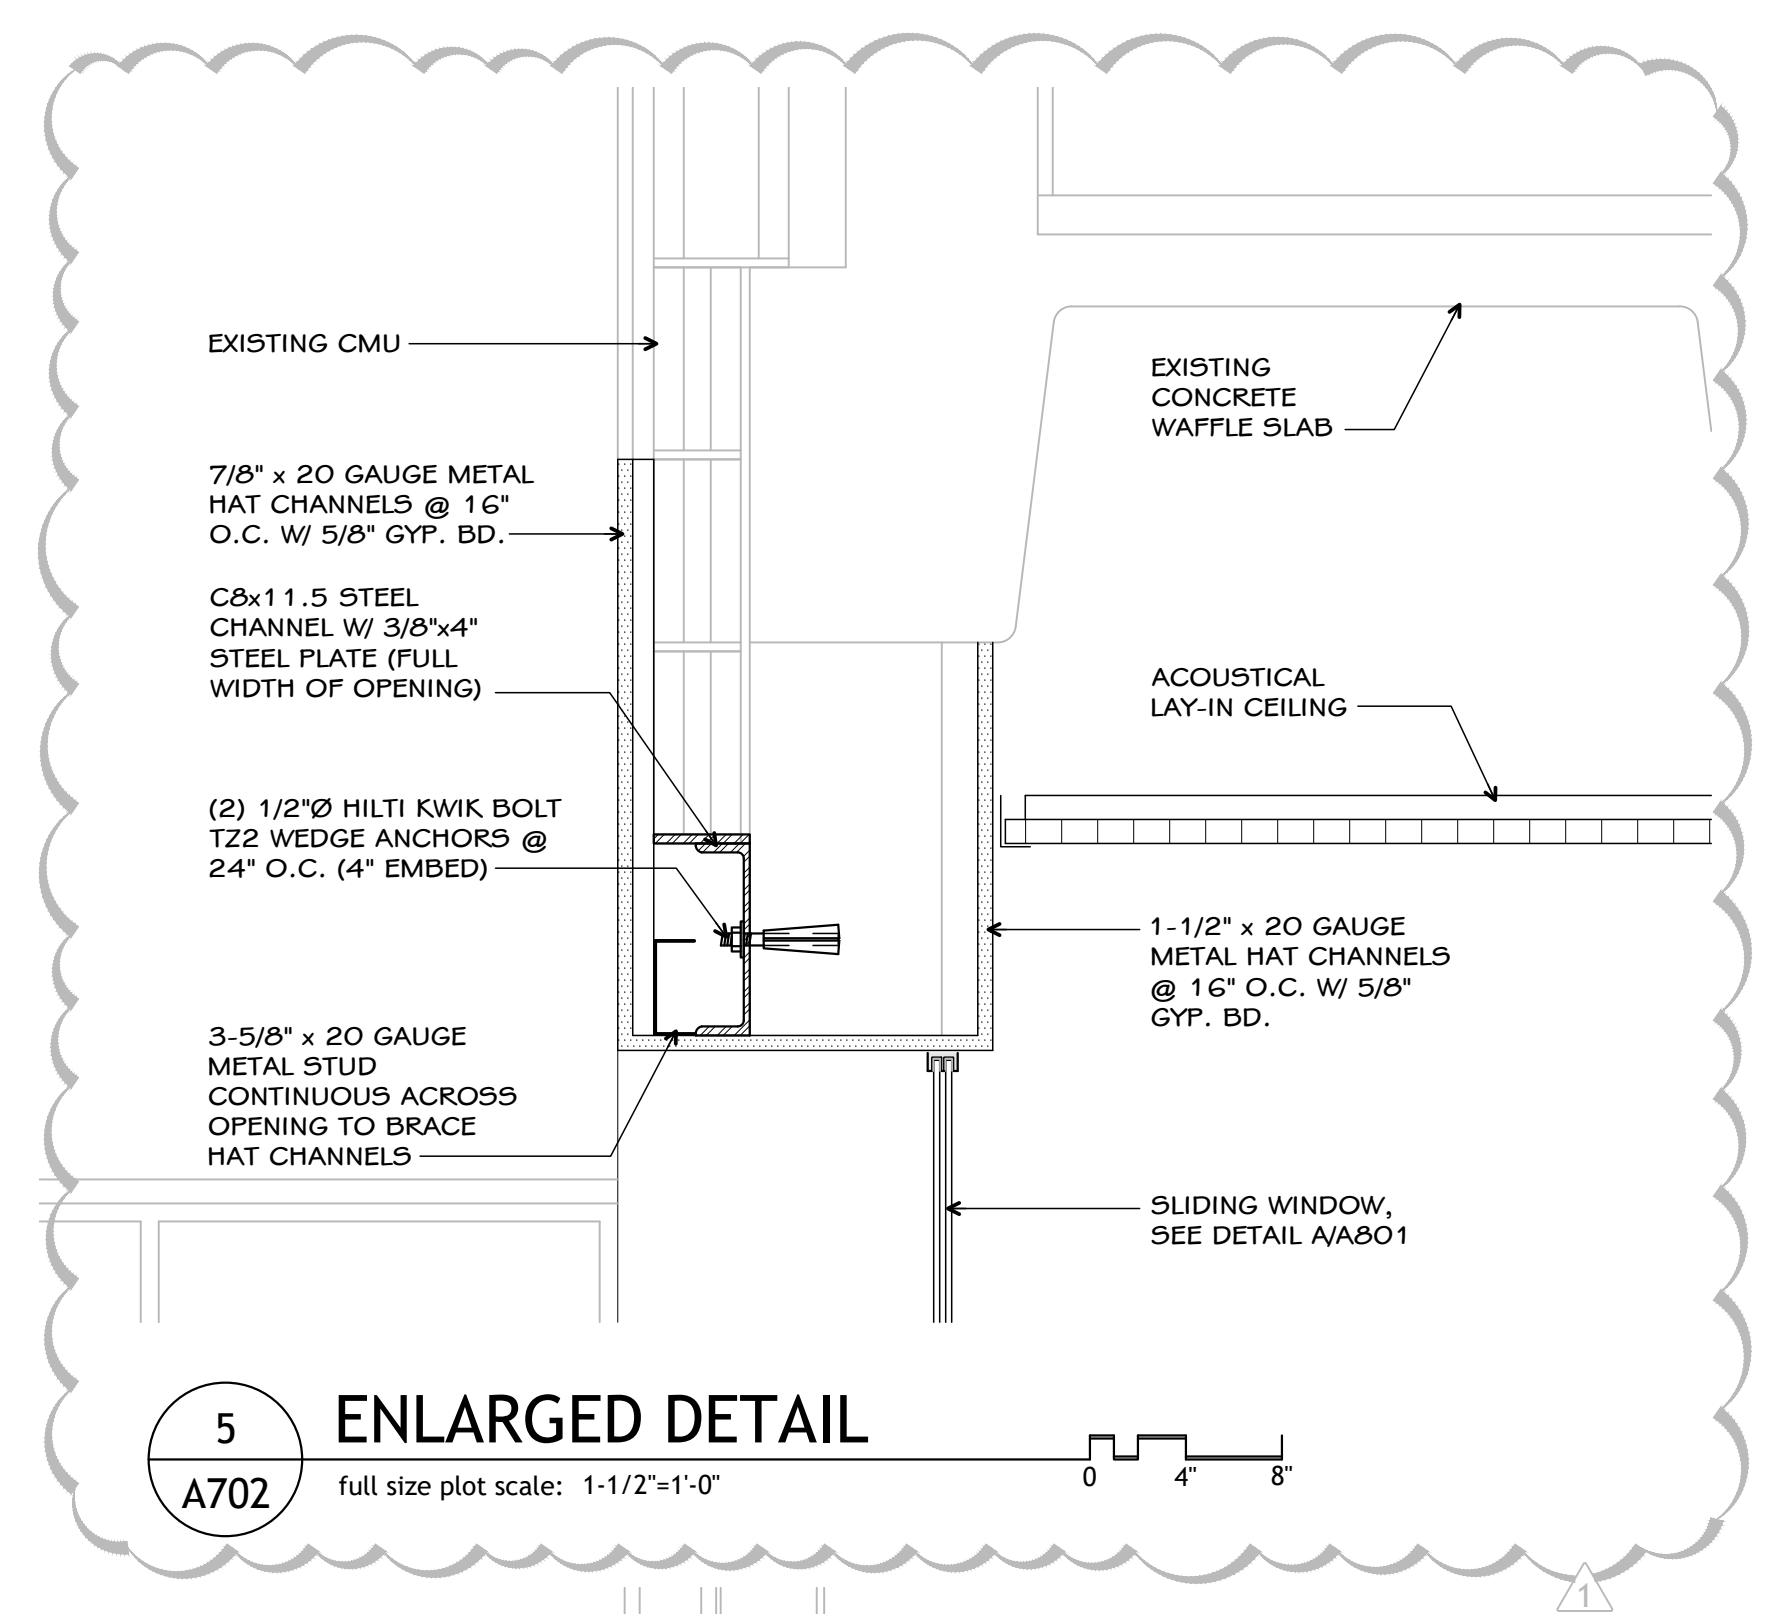 EXISTING CMU
7/8" x 20 GAUGE METAL
HAT CHANNELS @ 16"
O.C. W/ 5/8" GYP. BD.
C8x11.5 STEEL
CHANNEL W/ 3/8"x4"
STEEL PLATE (FULL
WIDTH OF OPENING)
(2) 1/2"Ø HILTI KWIK BOLT
TZ2 WEDGE ANCHORS @
24" O.C. (4" EMBED)
3-5/8" x 20 GAUGE
METAL STUD
CONTINUOUS ACROSS
OPENING TO BRACE
HAT CHANNELS
EXISTING
CONCRETE
WAFFLE SLAB
ACOUSTICAL
LAY-IN CEILING
1-1/2" x 20 GAUGE
METAL HAT CHANNELS
@ 16" O.C. W/ 5/8"
GYP. BD.
SLIDING WINDOW,
SEE DETAIL A/A801
5
A702
ENLARGED DETAIL
full size plot scale: 1-1/2"=1'-0"
0 4" 8"
1